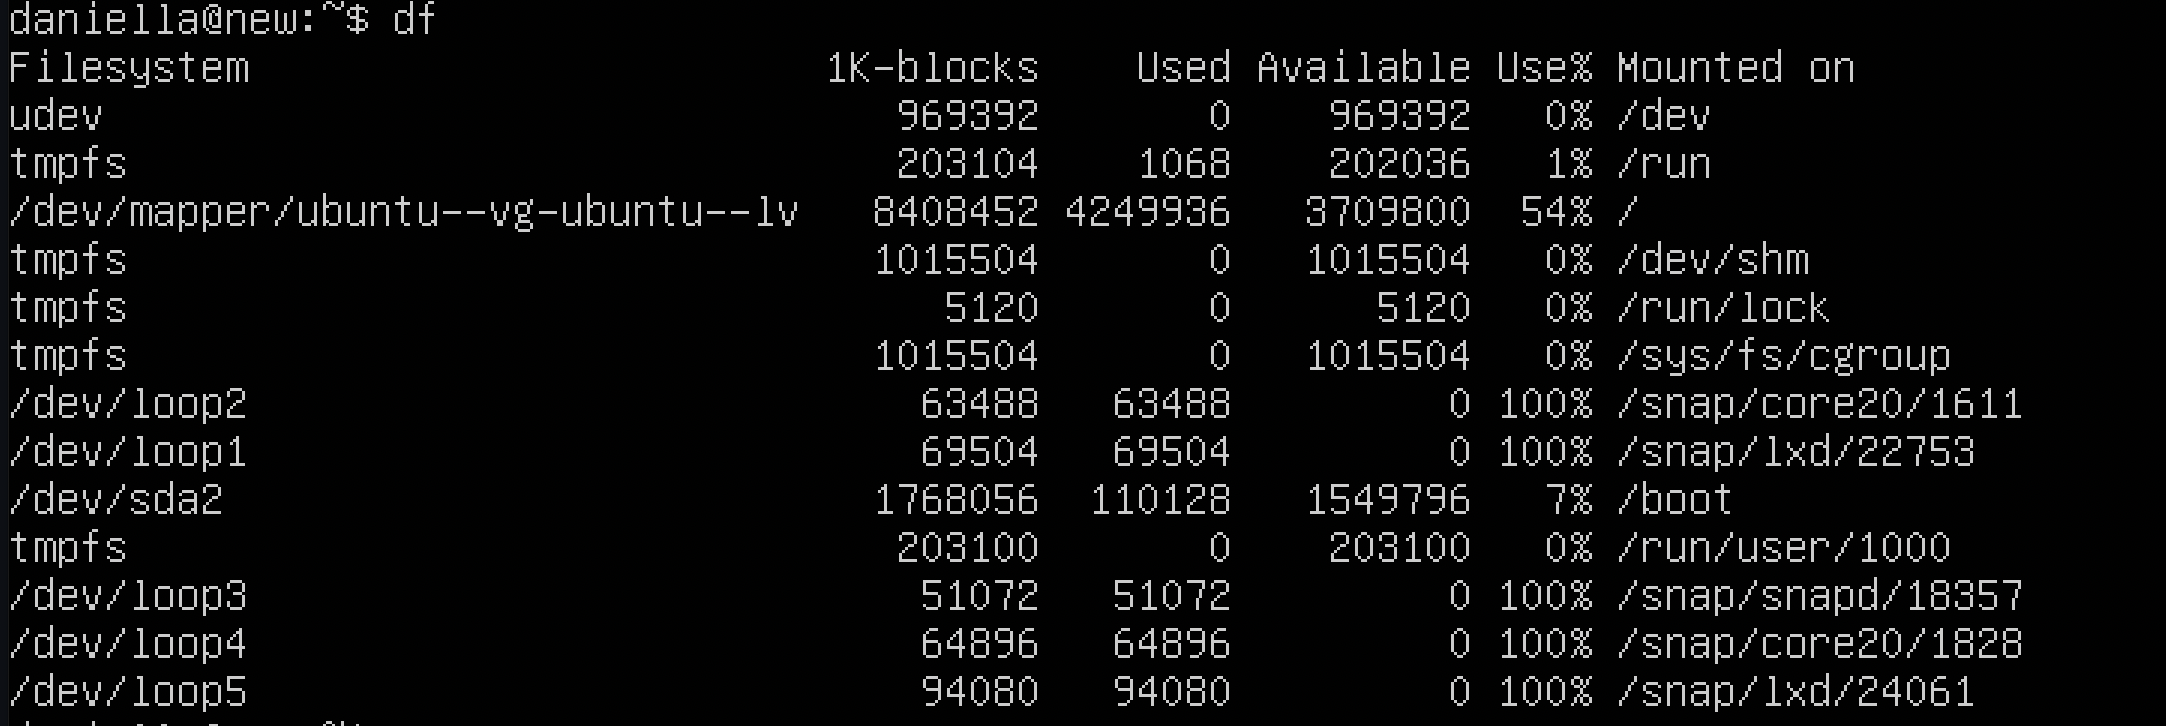 daniella@new:~$ df
Filesystem                        1K-blocks    Used Available Use% Mounted on
udev                                 969392       0    969392   0% /dev
tmpfs                                203104    1068    202036   1% /run
/dev/mapper/ubuntu--vg-ubuntu--lv   8408452 4249936   3709800  54% /
tmpfs                               1015504       0   1015504   0% /dev/shm
tmpfs                                  5120       0      5120   0% /run/lock
tmpfs                               1015504       0   1015504   0% /sys/fs/cgroup
/dev/loop2                            63488   63488         0 100% /snap/core20/1611
/dev/loop1                            69504   69504         0 100% /snap/lxd/22753
/dev/sda2                           1768056  110128   1549796   7% /boot
tmpfs                                203100       0    203100   0% /run/user/1000
/dev/loop3                            51072   51072         0 100% /snap/snapd/18357
/dev/loop4                            64896   64896         0 100% /snap/core20/1828
/dev/loop5                            94080   94080         0 100% /snap/lxd/24061